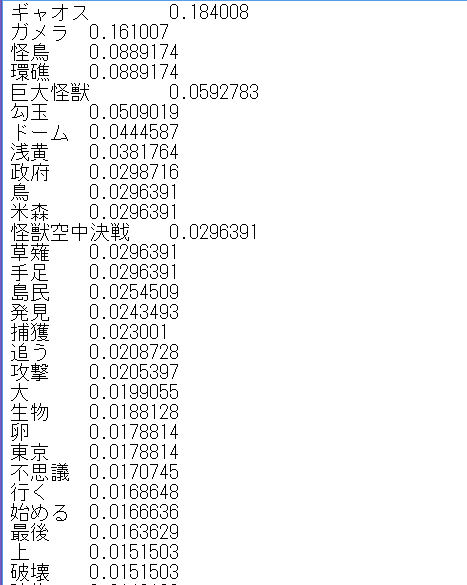 ギャオス 0.184008
ガメラ 0.161007
怪鳥 0.0889174
環礁 0.0889174
巨大怪獣 0.0592783
勾玉 0.0509019
ドーム 0.0444587
浅黄 0.0381764
政府 0.0298716
鳥 0.0296391
米森 0.0296391
怪獣空中決戦 0.0296391
草薙 0.0296391
手足 0.0296391
島民 0.0254509
発見 0.0243493
捕獲 0.023001
追う 0.0208728
攻撃 0.0205397
大 0.0199055
生物 0.0188128
卵 0.0178814
東京 0.0178814
不思議 0.0170745
行く 0.0168648
始める 0.0166636
最後 0.0163629
上 0.0151503
破壊 0.0151503